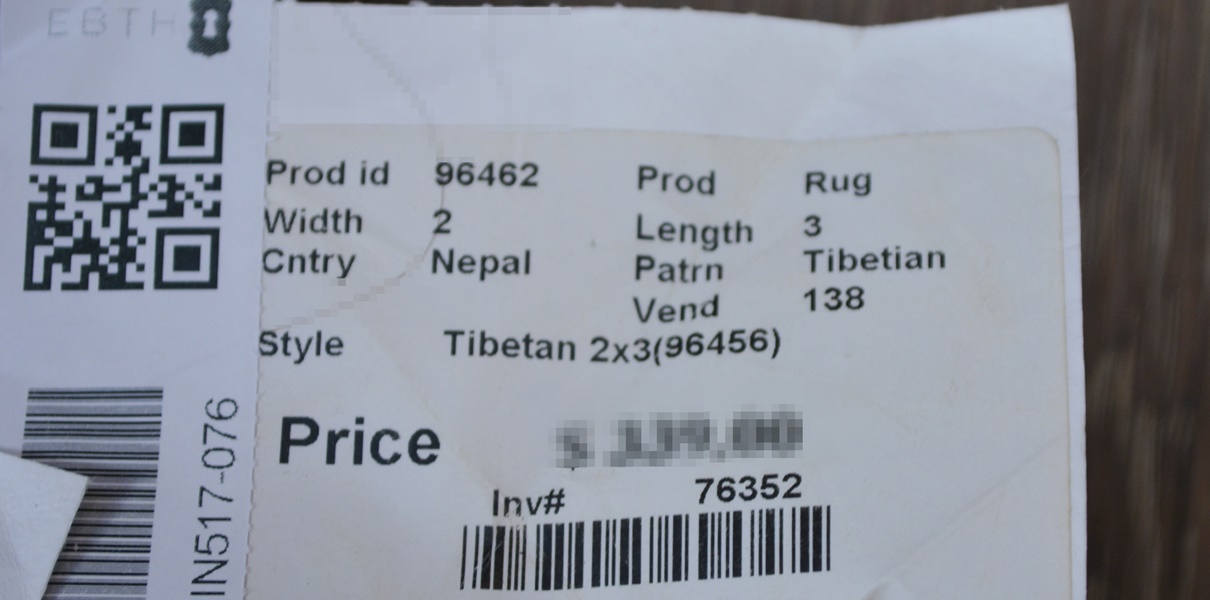 EBTH
Prod id 96462 Prod Rug
Width 2 Length 3
Cntry Nepal Patrn Tibetian
Vend 138
Style Tibetan 2x3(96456)
Price
Inv# 76352
IN517-076